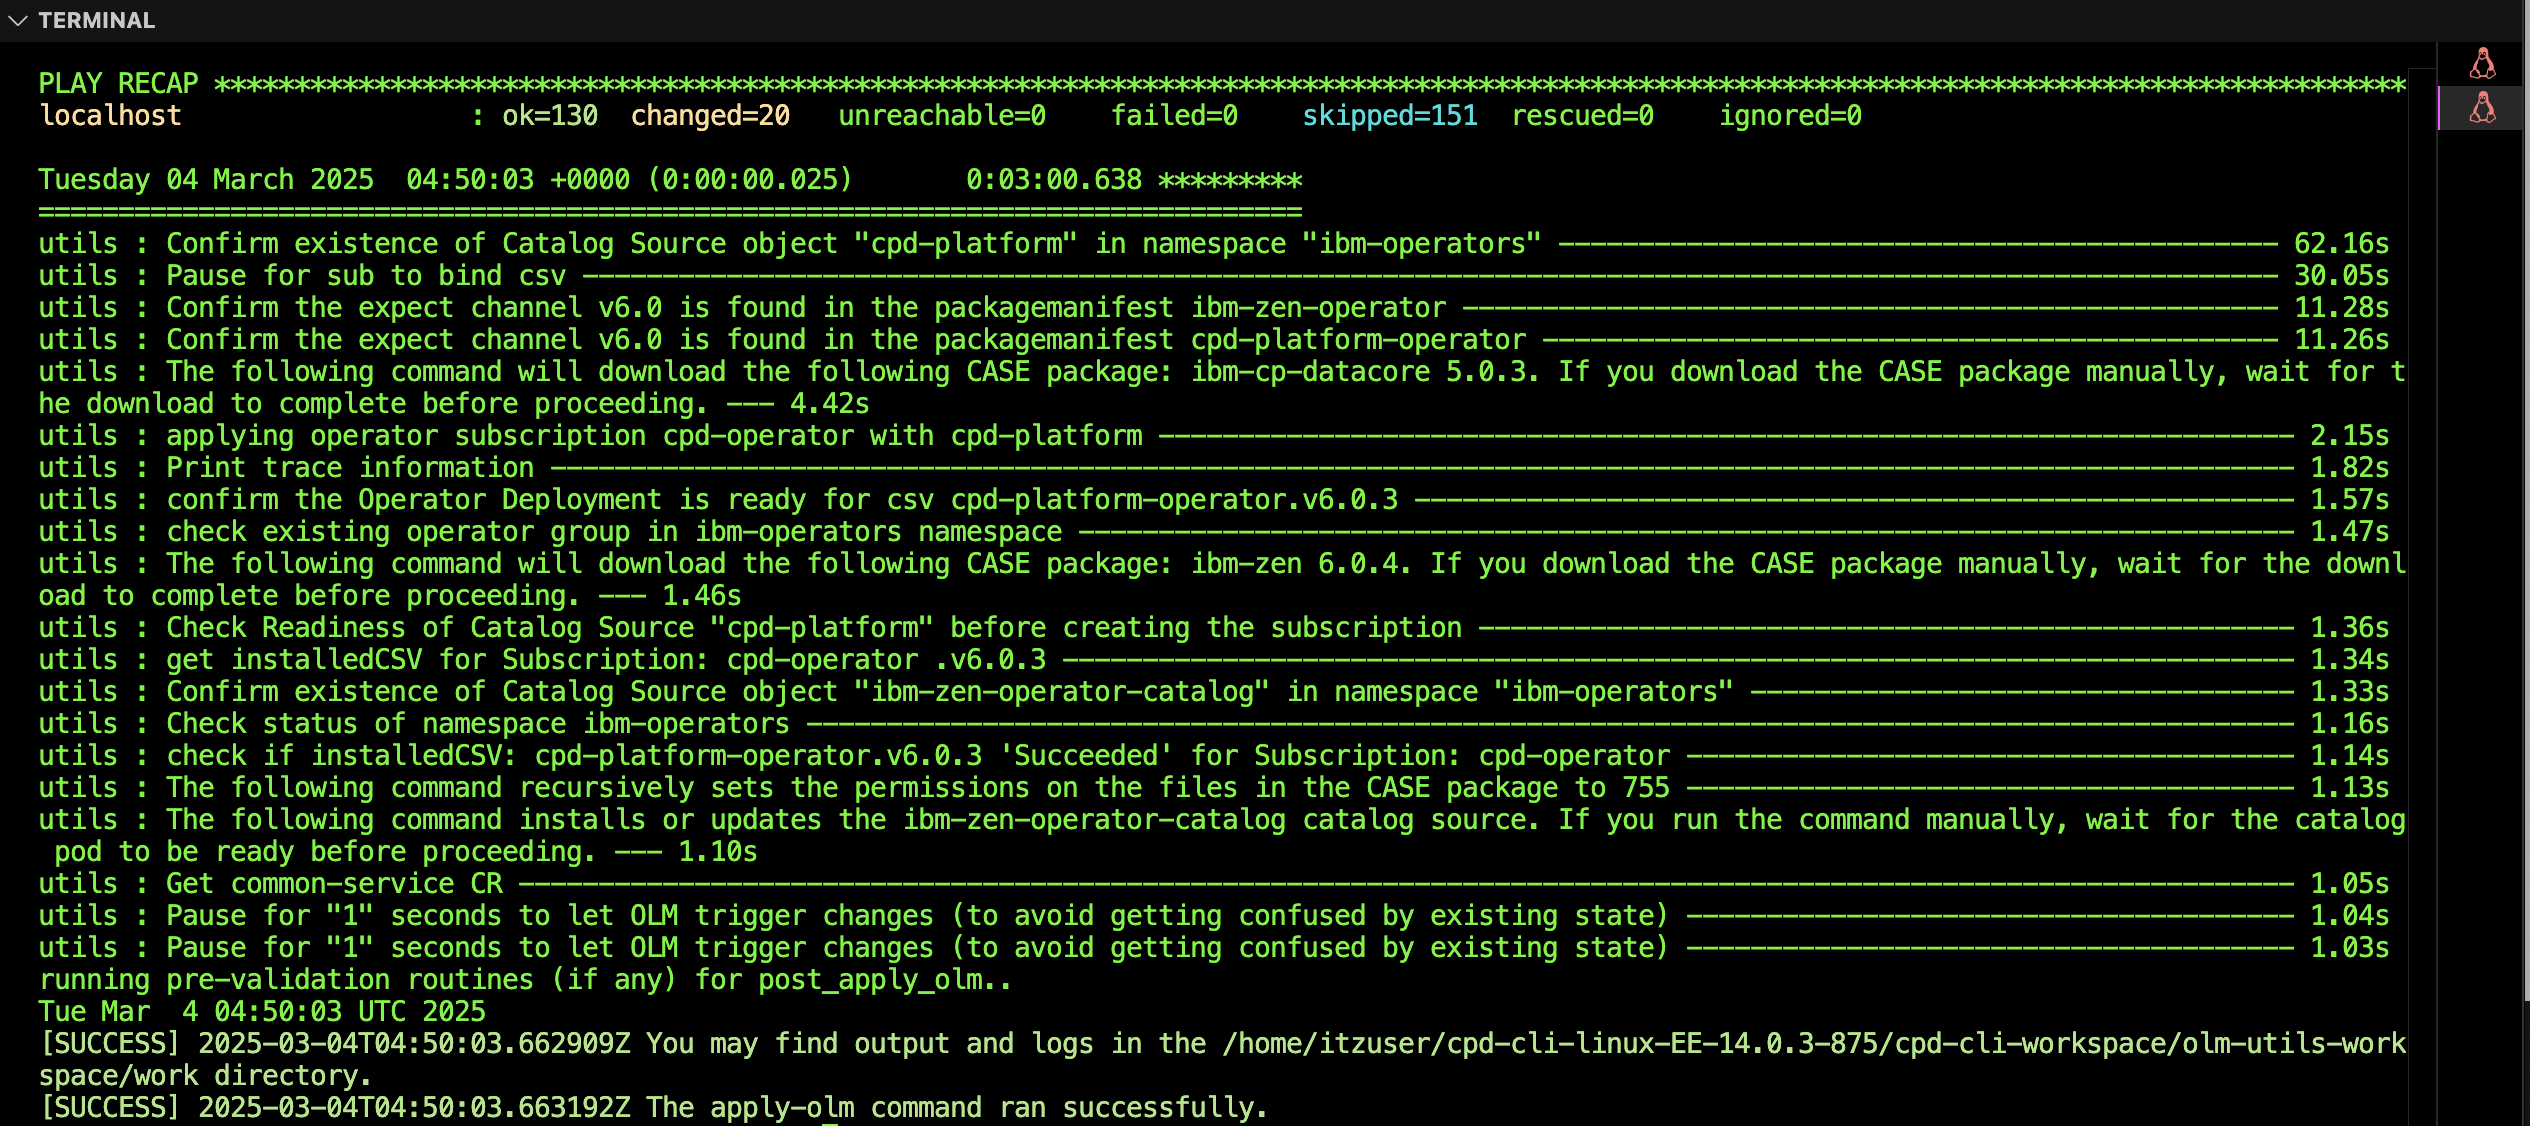 TERMINAL
PLAY RECAP *****************************************************************************************************************************************
localhost                  : ok=130  changed=20   unreachable=0    failed=0    skipped=151  rescued=0    ignored=0
Tuesday 04 March 2025  04:50:03 +0000 (0:00:00.025)       0:03:00.638 *********
===============================================================================
utils : Confirm existence of Catalog Source object "cpd-platform" in namespace "ibm-operators" --------------------------------------------- 62.16s
utils : Pause for sub to bind csv ---------------------------------------------------------------------------------------------------------- 30.05s
utils : Confirm the expect channel v6.0 is found in the packagemanifest ibm-zen-operator --------------------------------------------------- 11.28s
utils : Confirm the expect channel v6.0 is found in the packagemanifest cpd-platform-operator ---------------------------------------------- 11.26s
utils : The following command will download the following CASE package: ibm-cp-datacore 5.0.3. If you download the CASE package manually, wait for t
he download to complete before proceeding. --- 4.42s
utils : applying operator subscription cpd-operator with cpd-platform ----------------------------------------------------------------------- 2.15s
utils : Print trace information ------------------------------------------------------------------------------------------------------------- 1.82s
utils : confirm the Operator Deployment is ready for csv cpd-platform-operator.v6.0.3 ------------------------------------------------------- 1.57s
utils : check existing operator group in ibm-operators namespace ---------------------------------------------------------------------------- 1.47s
utils : The following command will download the following CASE package: ibm-zen 6.0.4. If you download the CASE package manually, wait for the downl
oad to complete before proceeding. --- 1.46s
utils : Check Readiness of Catalog Source "cpd-platform" before creating the subscription --------------------------------------------------- 1.36s
utils : get installedCSV for Subscription: cpd-operator .v6.0.3 ----------------------------------------------------------------------------- 1.34s
utils : Confirm existence of Catalog Source object "ibm-zen-operator-catalog" in namespace "ibm-operators" ---------------------------------- 1.33s
utils : Check status of namespace ibm-operators --------------------------------------------------------------------------------------------- 1.16s
utils : check if installedCSV: cpd-platform-operator.v6.0.3 'Succeeded' for Subscription: cpd-operator -------------------------------------- 1.14s
utils : The following command recursively sets the permissions on the files in the CASE package to 755 -------------------------------------- 1.13s
utils : The following command installs or updates the ibm-zen-operator-catalog catalog source. If you run the command manually, wait for the catalog
 pod to be ready before proceeding. --- 1.10s
utils : Get common-service CR --------------------------------------------------------------------------------------------------------------- 1.05s
utils : Pause for "1" seconds to let OLM trigger changes (to avoid getting confused by existing state) -------------------------------------- 1.04s
utils : Pause for "1" seconds to let OLM trigger changes (to avoid getting confused by existing state) -------------------------------------- 1.03s
running pre-validation routines (if any) for post_apply_olm..
Tue Mar  4 04:50:03 UTC 2025
[SUCCESS] 2025-03-04T04:50:03.662909Z You may find output and logs in the /home/itzuser/cpd-cli-linux-EE-14.0.3-875/cpd-cli-workspace/olm-utils-work
space/work directory.
[SUCCESS] 2025-03-04T04:50:03.663192Z The apply-olm command ran successfully.